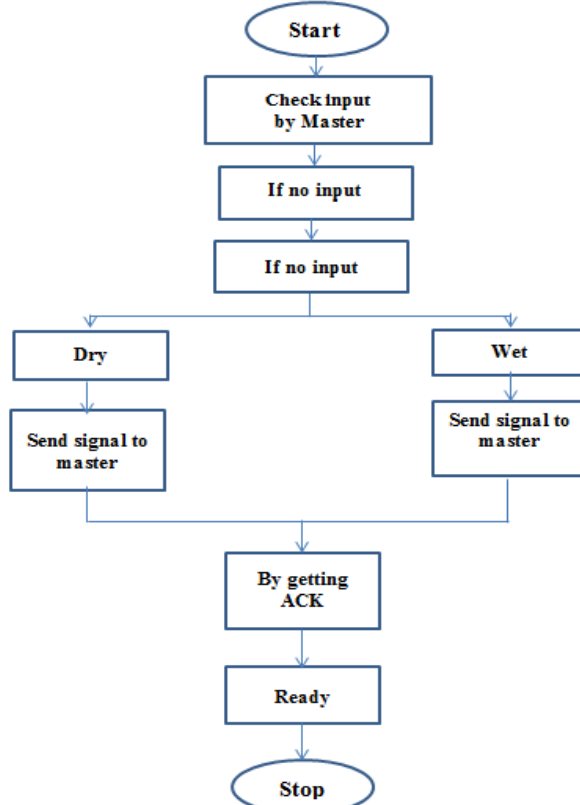 Start
Check input
by Master
If no input
If no input
Dry
Wet
Send signal to
master
Send signal to
master
By getting
ACK
Ready
Stop